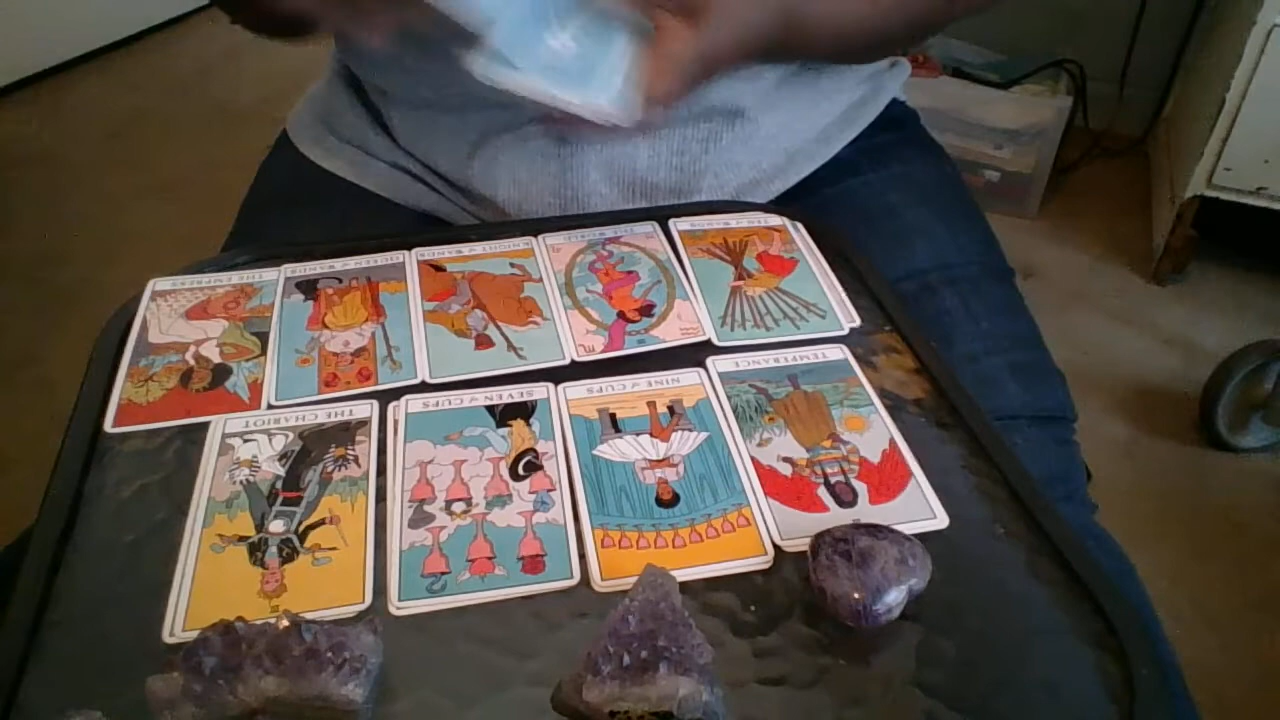 THE EMPRESS
QUEEN of WANDS
KNIGHT of WANDS
THE WORLD
TEN of WANDS
THE CHARIOT
SEVEN of CUPS
NINE of CUPS
TEMPERANCE